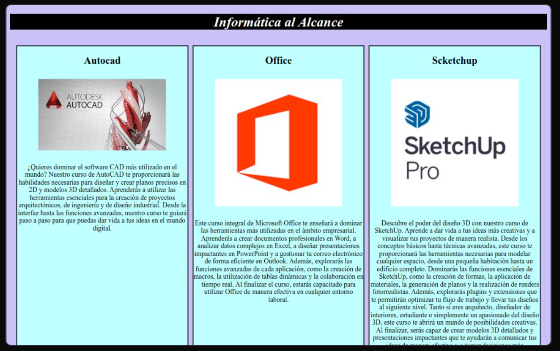 Informática al Alcance
Autocad
AUTODESK
AUTOCAD
¿Quieres dominar el software CAD más utilizado en el
mundo? Nuestro curso de AutoCAD te proporcionará las
habilidades necesarias para diseñar y crear planos precisos en
2D y modelos 3D detallados. Aprenderás a utilizar las
herramientas esenciales para la creación de proyectos
arquitectónicos, de ingeniería y de diseño industrial. Desde la
interfaz hasta las funciones avanzadas, nuestro curso te guiará
paso a paso para que puedas dar vida a tus ideas en el mundo
digital.
Office
Este curso integral de Microsoft Office te enseñará a dominar
las herramientas más utilizadas en el ámbito empresarial.
Aprenderás a crear documentos profesionales en Word, a
analizar datos complejos en Excel, a diseñar presentaciones
impactantes en PowerPoint y a gestionar tu correo electrónico
de forma eficiente en Outlook. Además, explorarás las
funciones avanzadas de cada aplicación, como la creación de
macros, la utilización de tablas dinámicas y la colaboración en
tiempo real. Al finalizar el curso, estarás capacitado para
utilizar Office de manera efectiva en cualquier entorno
laboral.
Scketchup
SketchUp
Pro
Descubre el poder del diseño 3D con nuestro curso de
SketchUp. Aprende a dar vida a tus ideas más creativas y a
visualizar tus proyectos de manera realista. Desde los
conceptos básicos hasta técnicas avanzadas, este curso te
proporcionará las herramientas necesarias para modelar
cualquier espacio, desde una pequeña habitación hasta un
edificio completo. Dominarás las funciones esenciales de
SketchUp, como la creación de formas, la aplicación de
materiales, la generación de planos y la realización de renders
fotorrealistas. Además, explorarás plugins y extensiones que
te permitirán optimizar tu flujo de trabajo y llevar tus diseños
al siguiente nivel. Tanto si eres arquitecto, diseñador de
interiores, estudiante o simplemente un apasionado del diseño
3D, este curso te abrirá un mundo de posibilidades creativas.
Al finalizar, serás capaz de crear modelos 3D detallados y
presentaciones impactantes que te ayudarán a comunicar tus